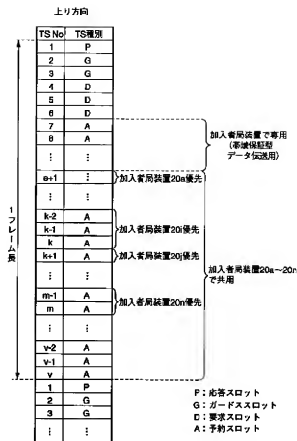 上り方向
TS No TS種別
1 P
2 G
3 G
4 D
5 D
6 D
7 A
8 A
⋮ ⋮
加入者局装置で専用
(帯域保証型
データ伝送用)
a+1 ⋮ 加入者局装置20a優先
⋮
k-2 A
k-1 A 加入者局装置20i優先
k A
k+1 A 加入者局装置20j優先
⋮ ⋮
加入者局装置20a〜20n
で共用
m-1 A 加入者局装置20n優先
m A
⋮ ⋮
v-2 A
v-1 A
v A
1 P
2 G
3 G
⋮ ⋮
1フレーム長
P:応答スロット
G:ガードススロット
D:要求スロット
A:予約スロット